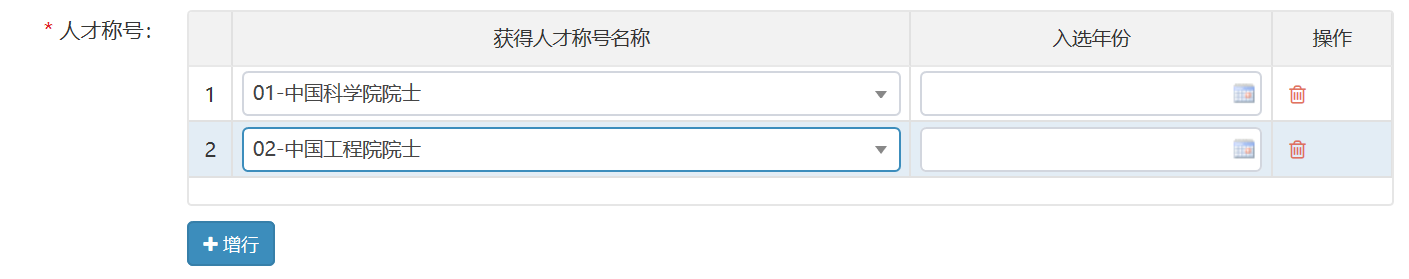 * 人才称号：
获得人才称号名称 入选年份 操作
1 01-中国科学院院士
2 02-中国工程院院士
增行